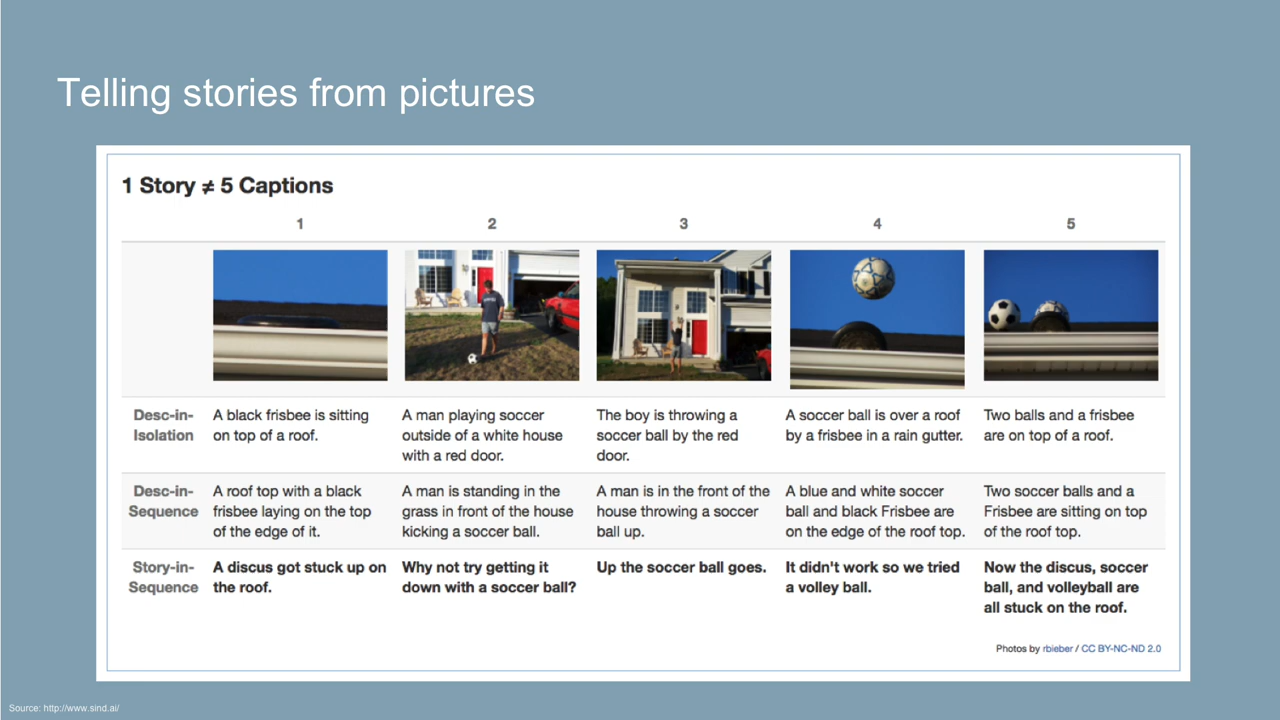 Telling stories from pictures
1 Story ≠ 5 Captions
1 2 3 4 5
Desc-in-Isolation
A black frisbee is sitting
on top of a roof.
A man playing soccer
outside of a white house
with a red door.
The boy is throwing a
soccer ball by the red
door.
A soccer ball is over a roof
by a frisbee in a rain gutter.
Two balls and a frisbee
are on top of a roof.
Desc-in-Sequence
A roof top with a black
frisbee laying on the top
of the edge of it.
A man is standing in the
grass in front of the house
kicking a soccer ball.
A man is in the front of the
house throwing a soccer
ball up.
A blue and white soccer
ball and black Frisbee are
on the edge of the roof top.
Two soccer balls and a
Frisbee are sitting on top
of the roof top.
Story-in-Sequence
A discus got stuck up on
the roof.
Why not try getting it
down with a soccer ball?
Up the soccer ball goes.
It didn't work so we tried
a volley ball.
Now the discus, soccer
ball, and volleyball are
all stuck on the roof.
Photos by rbieber / CC BY-NC-ND 2.0
Source: http://www.sind.ai/